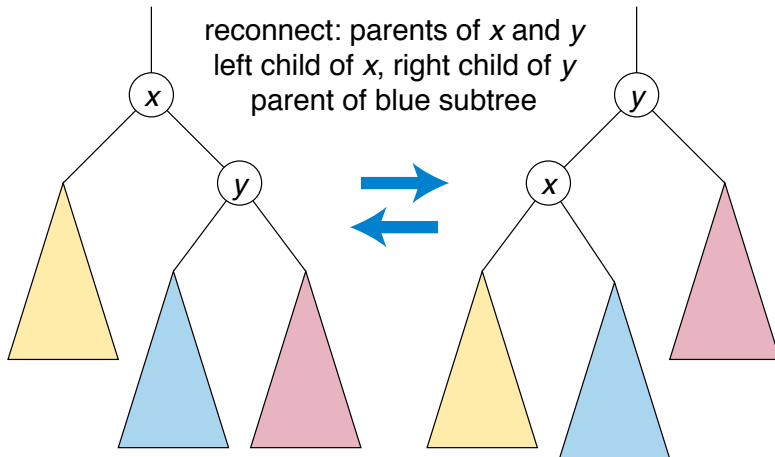 reconnect: parents of x and y
left child of x, right child of y
parent of blue subtree
x
y
y
x